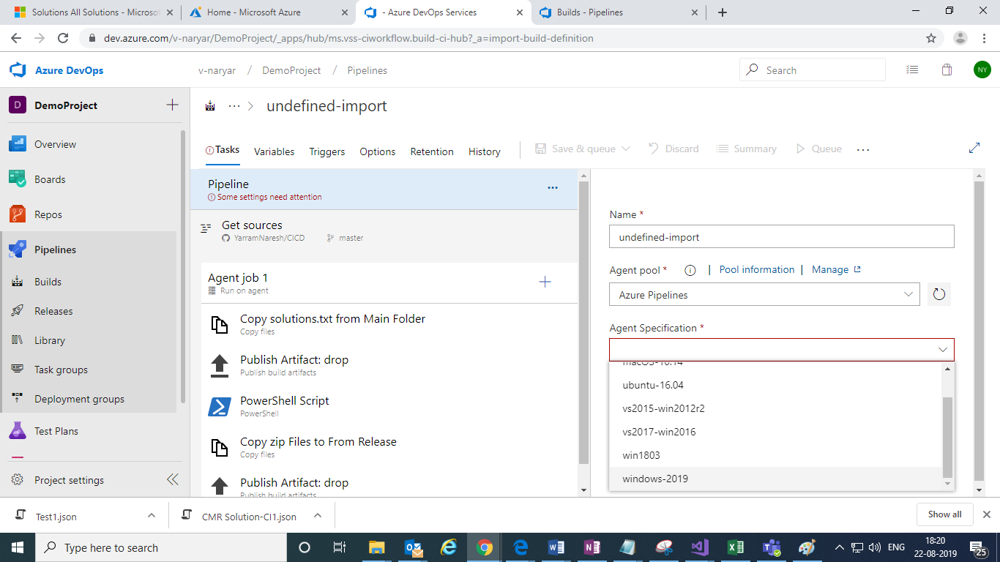 Solutions All Solutions - Microso
Home - Microsoft Azure
- Azure DevOps Services
Builds - Pipelines
dev.azure.com/v-naryar/DemoProject/_apps/hub/ms.vss-ciworkflow.build-ci-hub?_a=import-build-definition
Azure DevOps
v-naryar / DemoProject / Pipelines
Search
NY
D DemoProject
undefined-import
Overview
Boards
Repos
Pipelines
Builds
Releases
Library
Task groups
Deployment groups
Test Plans
Project settings
Tasks Variables Triggers Options Retention History
Save & queue Discard Summary Queue ...
Pipeline
Some settings need attention
Get sources
YarramNaresh/CICD master
Agent job 1
Run on agent
Copy solutions.txt from Main Folder
Copy files
Publish Artifact: drop
Publish build artifacts
PowerShell Script
PowerShell
Copy zip Files to From Release
Copy files
Publish Artifact: drop
Publish build artifacts
Name *
undefined-import
Agent pool * | Pool information | Manage
Azure Pipelines
Agent Specification *
macOS-10.14
ubuntu-16.04
vs2015-win2012r2
vs2017-win2016
win1803
windows-2019
Test1.json
CMR Solution-CI1.json
Show all
Type here to search
ENG
18:20
22-08-2019
25